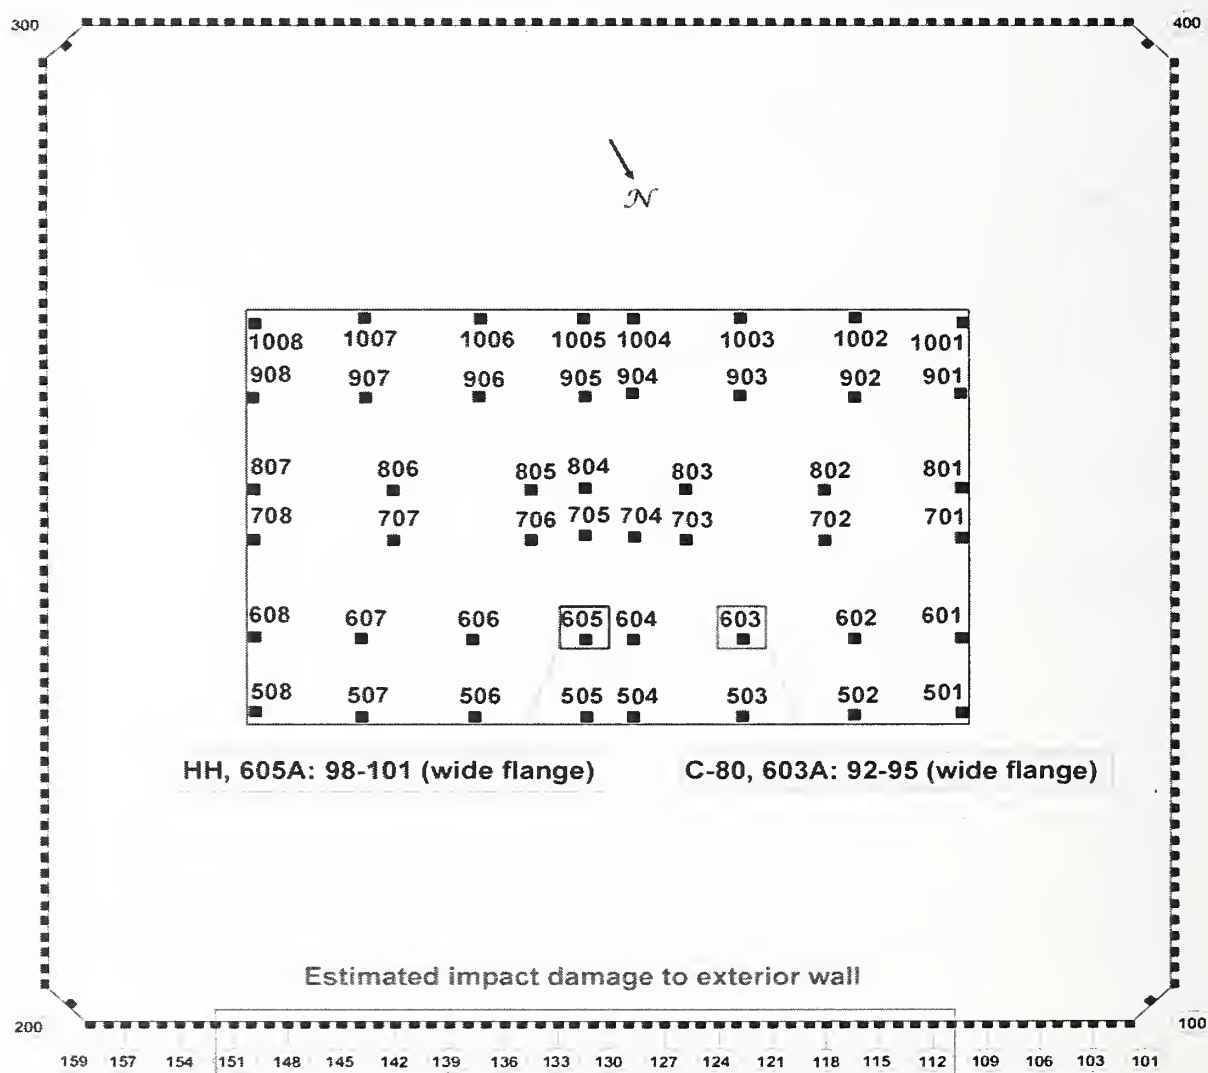 300 400
N
1008 1007 1006 1005 1004 1003 1002 1001
908 907 906 905 904 903 902 901
807 806 805 804 803 802 801
708 707 706 705 704 703 702 701
608 607 606 605 604 603 602 601
508 507 506 505 504 503 502 501
HH, 605A: 98-101 (wide flange) C-80, 603A: 92-95 (wide flange)
Estimated impact damage to exterior wall
200 100
159 157 154 151 148 145 142 139 136 133 130 127 124 121 118 115 112 109 106 103 101